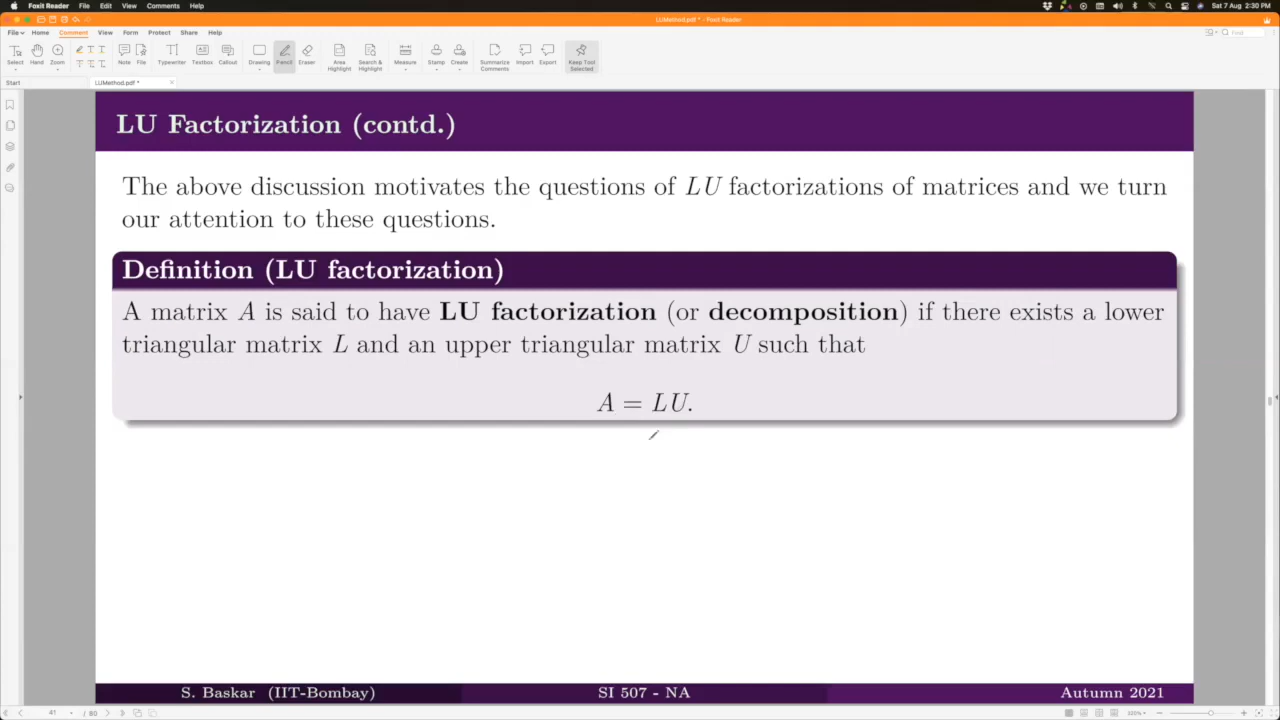 Foxit Reader File Edit View Comments Help Sat 7 Aug 2:30 PM
LUMethod.pdf * - Foxit Reader
File Home Comment View Form Protect Share Help Find
Select Hand Zoom Note File Typewriter Textbox Callout Drawing Pencil Eraser Area Highlight Search & Highlight Measure Stamp Create Summarize Comments Import Export Keep Tool Selected
Start LUMethod.pdf *
LU Factorization (contd.)
The above discussion motivates the questions of LU factorizations of matrices and we turn
our attention to these questions.
Definition (LU factorization)
A matrix A is said to have LU factorization (or decomposition) if there exists a lower
triangular matrix L and an upper triangular matrix U such that
A = LU.
S. Baskar (IIT-Bombay) SI 507 - NA Autumn 2021
41 / 80